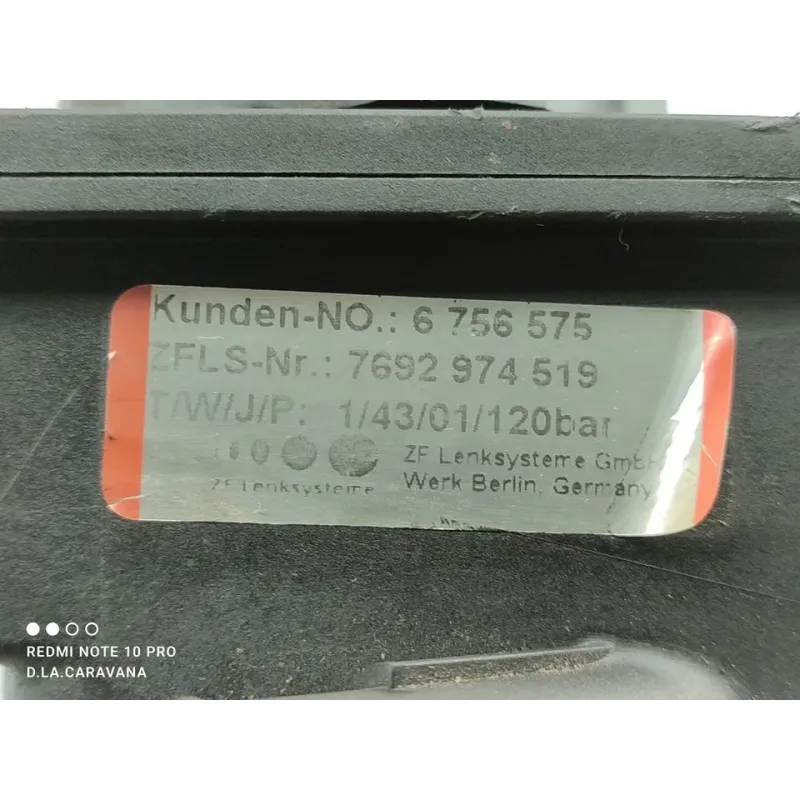 Kunden-NO.: 6 756 575
ZFLS-Nr.: 7692 974 519
T/W/J/P: 1/43/01/120bar
ZF Lenksysteme GmbH
ZF Lenksysteme Werk Berlin, Germany
REDMI NOTE 10 PRO
D.LA.CARAVANA